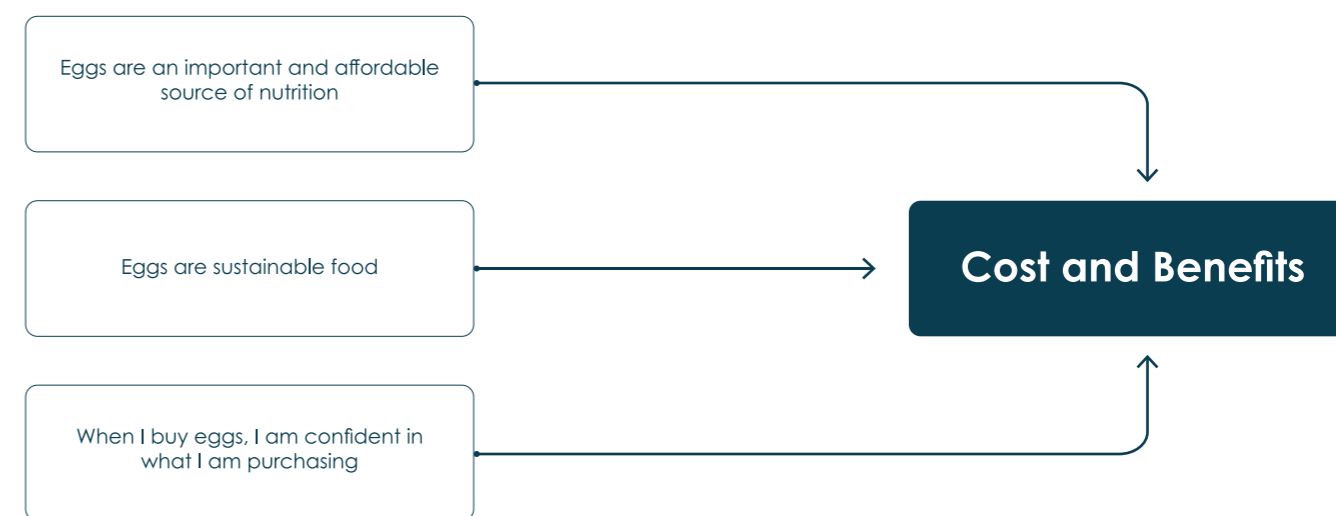 Eggs are an important and affordable
source of nutrition
Eggs are sustainable food
Cost and Benefits
When I buy eggs, I am confident in
what I am purchasing